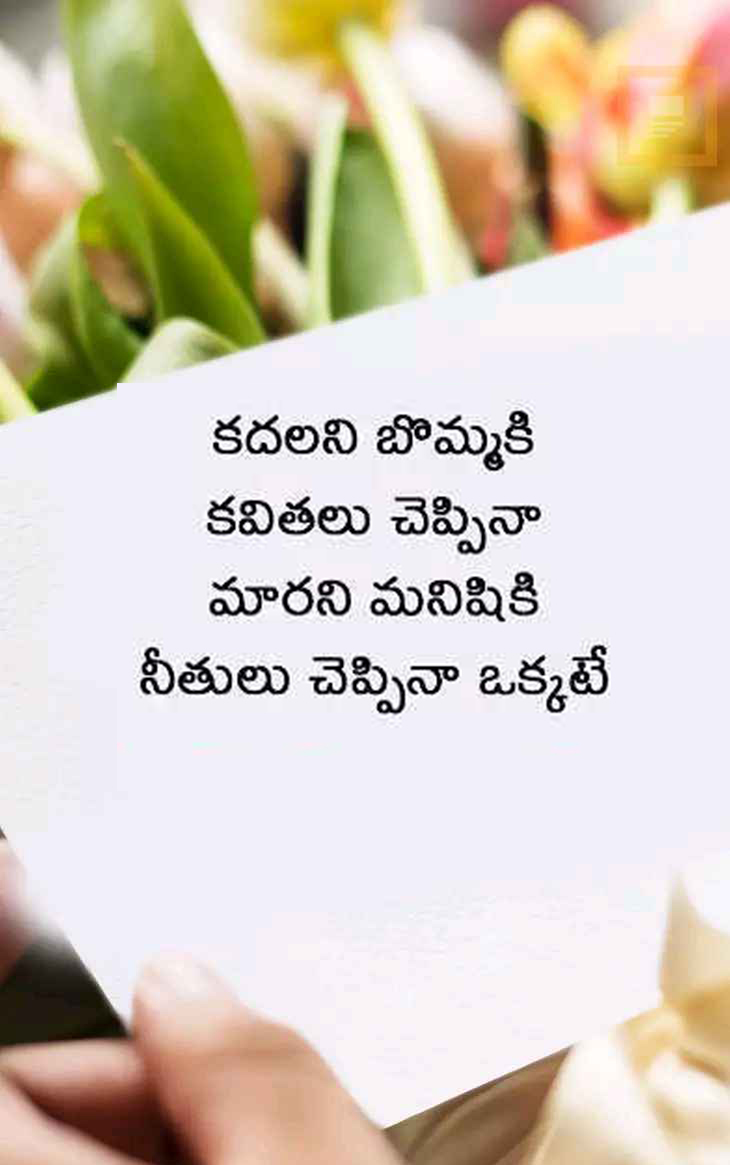 కదలని బొమ్మకి
కవితలు చెప్పినా
మారని మనిషికి
నీతులు చెప్పినా ఒక్కటే